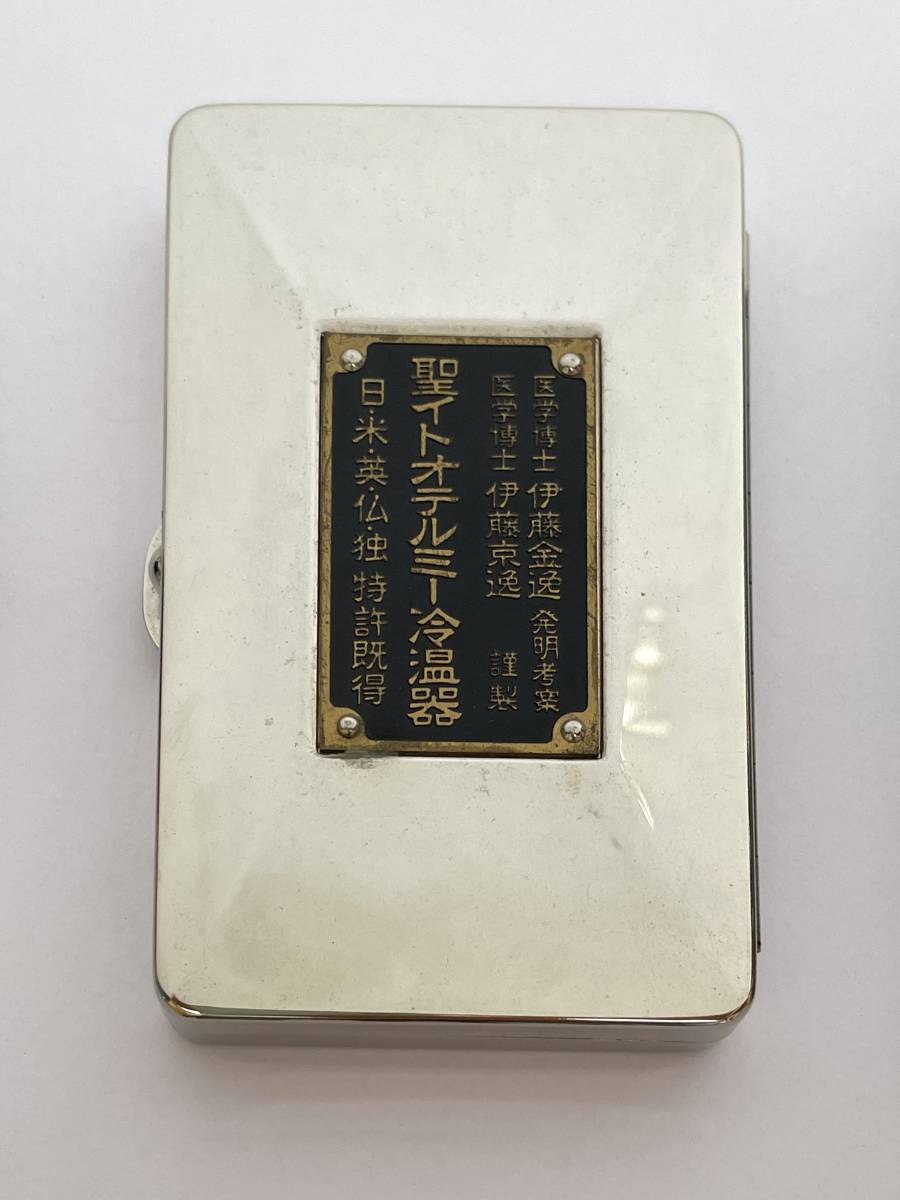 医学博士 伊藤金逸 発明考案
医学博士 伊藤京逸 謹製
聖イトオテルミー冷温器
日・米・英・仏・独 特許既得